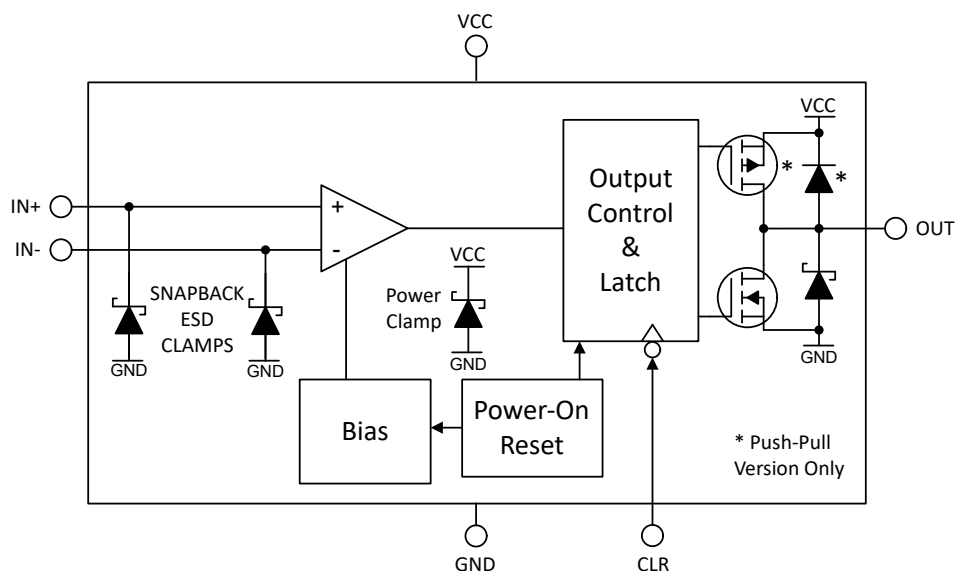 VCC
VCC
IN+
IN-
+
-
Output
Control
&
Latch
*
*
OUT
SNAPBACK
ESD
CLAMPS
VCC
Power
Clamp
GND
GND
GND
GND
Bias
Power-On
Reset
* Push-Pull
Version Only
GND
CLR